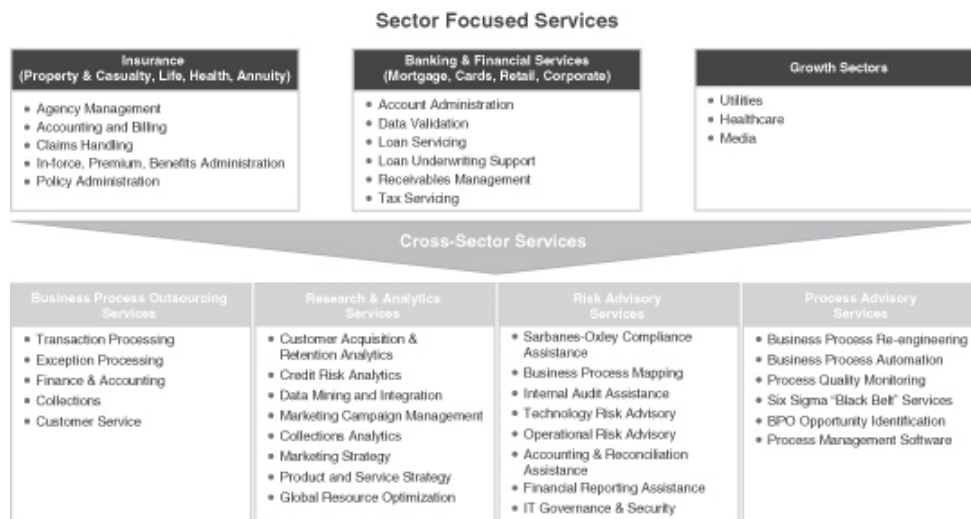 Sector Focused Services
Insurance
(Property & Casualty, Life, Health, Annuity)
• Agency Management
• Accounting and Billing
• Claims Handling
• In-force, Premium, Benefits Administration
• Policy Administration
Banking & Financial Services
(Mortgage, Cards, Retail, Corporate)
• Account Administration
• Data Validation
• Loan Servicing
• Loan Underwriting Support
• Receivables Management
• Tax Servicing
Growth Sectors
• Utilities
• Healthcare
• Media
Cross-Sector Services
Business Process Outsourcing
Services
• Transaction Processing
• Exception Processing
• Finance & Accounting
• Collections
• Customer Service
Research & Analytics
Services
• Customer Acquisition &
Retention Analytics
• Credit Risk Analytics
• Data Mining and Integration
• Marketing Campaign Management
• Collections Analytics
• Marketing Strategy
• Product and Service Strategy
• Global Resource Optimization
Risk Advisory
Services
• Sarbanes-Oxley Compliance
Assistance
• Business Process Mapping
• Internal Audit Assistance
• Technology Risk Advisory
• Operational Risk Advisory
• Accounting & Reconciliation
Assistance
• Financial Reporting Assistance
• IT Governance & Security
Process Advisory
Services
• Business Process Re-engineering
• Business Process Automation
• Process Quality Monitoring
• Six Sigma "Black Belt" Services
• BPO Opportunity Identification
• Process Management Software